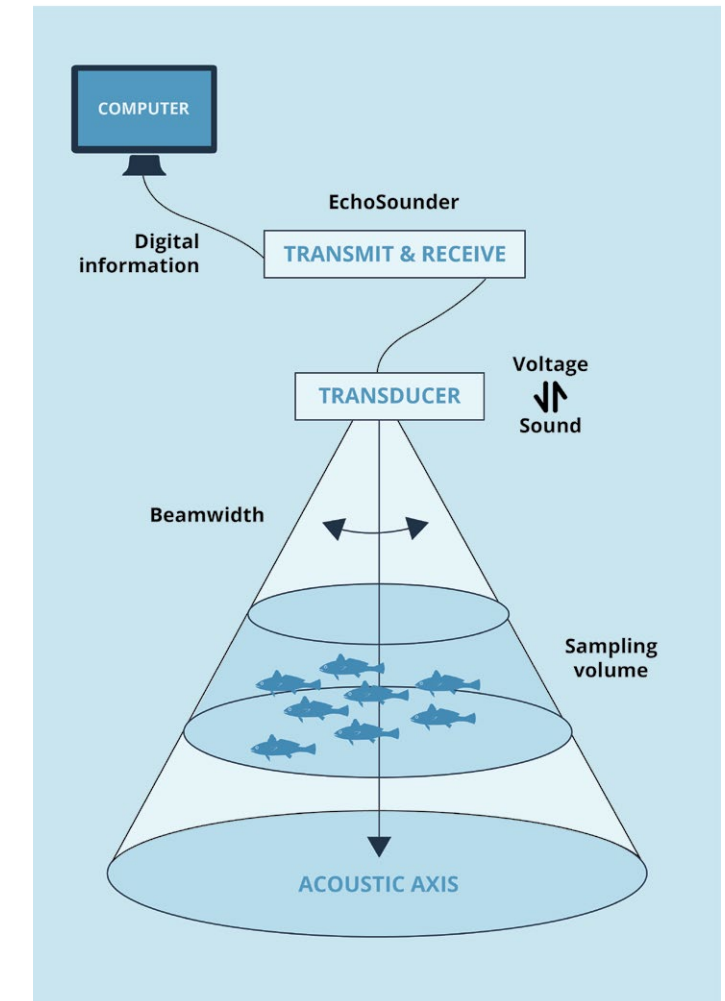 COMPUTER
EchoSounder
Digital
information
TRANSMIT & RECEIVE
Voltage
Sound
TRANSDUCER
Beamwidth
Sampling
volume
ACOUSTIC AXIS